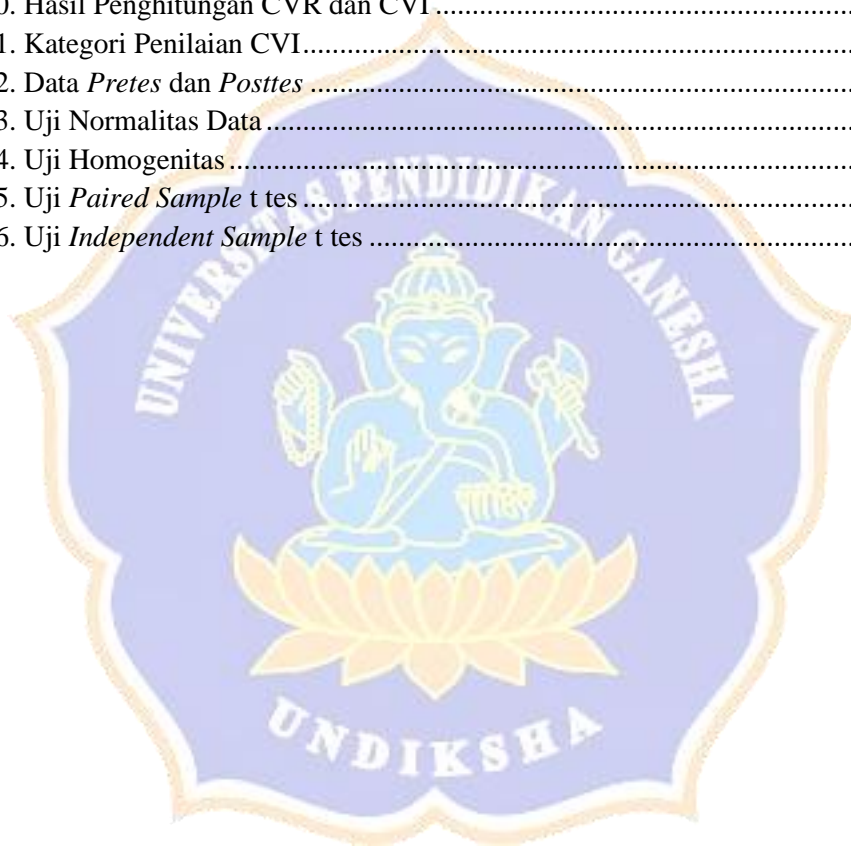 0. Hasil Penghitungan CVR dan CVI ................................................................
1. Kategori Penilaian CVI................................................................................
2. Data Pretes dan Posttes ................................................................................
3. Uji Normalitas Data.....................................................................................
4. Uji Homogenitas..........................................................................................
5. Uji Paired Sample t tes ................................................................................
6. Uji Independent Sample t tes .......................................................................
UNIVERSITAS PENDIDIKAN GANESHA
UNDIKSHA